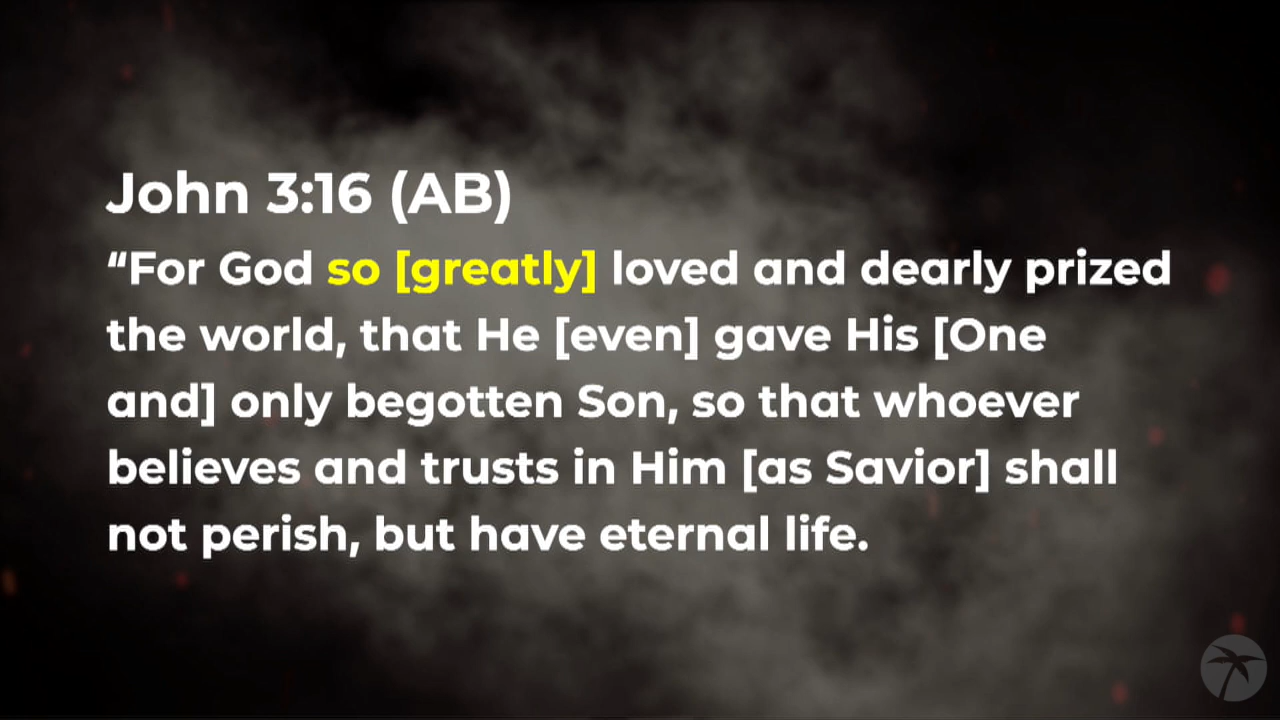 John 3:16 (AB)
“For God so [greatly] loved and dearly prized
the world, that He [even] gave His [One
and] only begotten Son, so that whoever
believes and trusts in Him [as Savior] shall
not perish, but have eternal life.